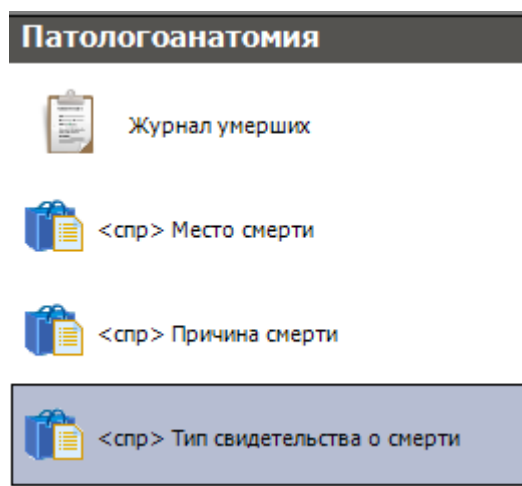 Патологоанатомия
Журнал умерших
<спр> Место смерти
<спр> Причина смерти
<спр> Тип свидетельства о смерти